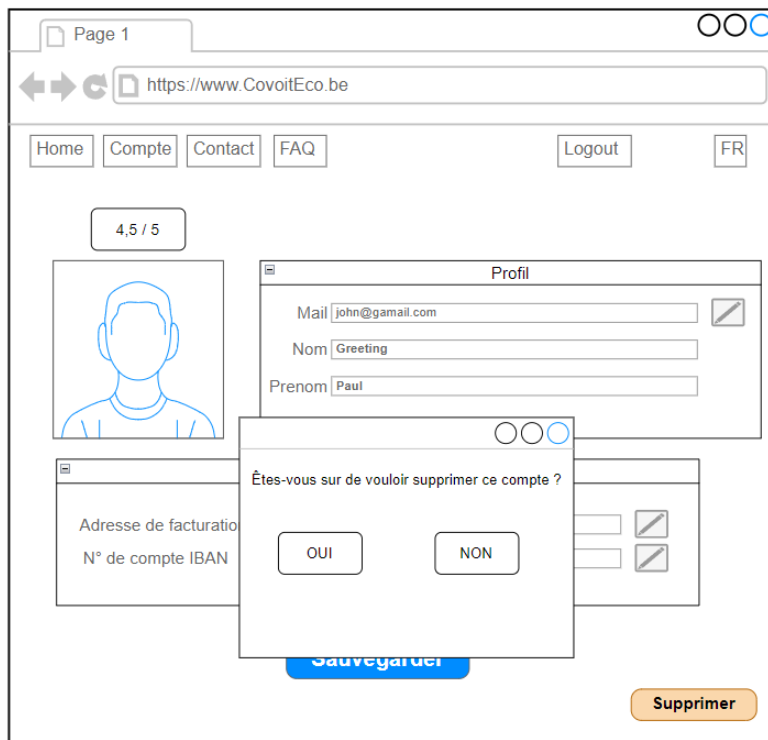 Page 1
https://www.CovoitEco.be
Home Compte Contact FAQ Logout FR
4,5 / 5
Profil
Mail john@gamail.com
Nom Greeting
Prenom Paul
Êtes-vous sur de vouloir supprimer ce compte ?
Adresse de facturation
N° de compte IBAN
OUI NON
Sauvegarder
Supprimer